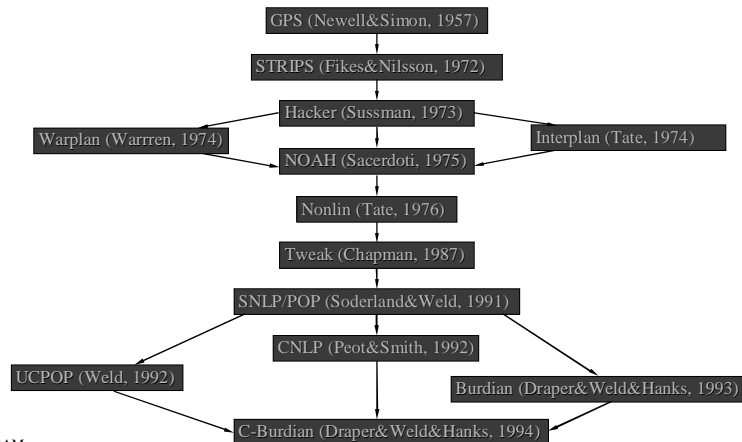 GPS (Newell&Simon, 1957)
STRIPS (Fikes&Nilsson, 1972)
Hacker (Sussman, 1973)
Warplan (Warrren, 1974)
Interplan (Tate, 1974)
NOAH (Sacerdoti, 1975)
Nonlin (Tate, 1976)
Tweak (Chapman, 1987)
SNLP/POP (Soderland&Weld, 1991)
CNLP (Peot&Smith, 1992)
UCPOP (Weld, 1992)
Burdian (Draper&Weld&Hanks, 1993)
C-Burdian (Draper&Weld&Hanks, 1994)